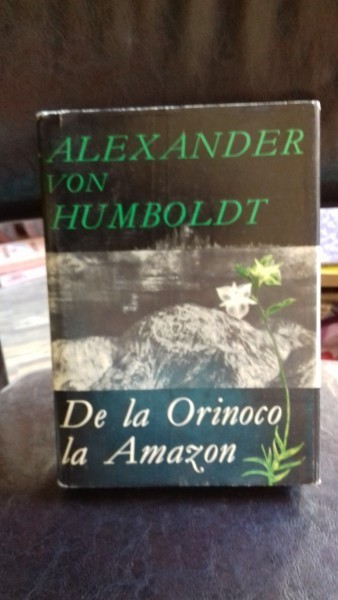 ALEXANDER
VON
HUMBOLDT
De la Orinoco
la Amazon